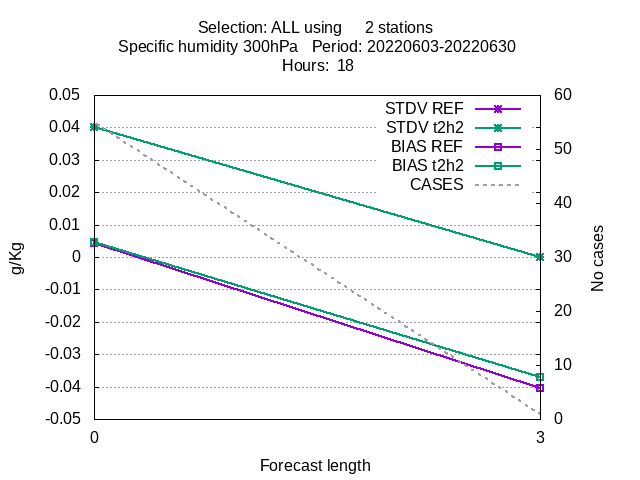 Selection: ALL using     2 stations
Specific humidity 300hPa   Period: 20220603-20220630
Hours:  18
0.05
0.04
0.03
0.02
0.01
0
-0.01
-0.02
-0.03
-0.04
-0.05
g/Kg
STDV REF
STDV t2h2
BIAS REF
BIAS t2h2
CASES
60
50
40
30
20
10
0
No cases
0
3
Forecast length